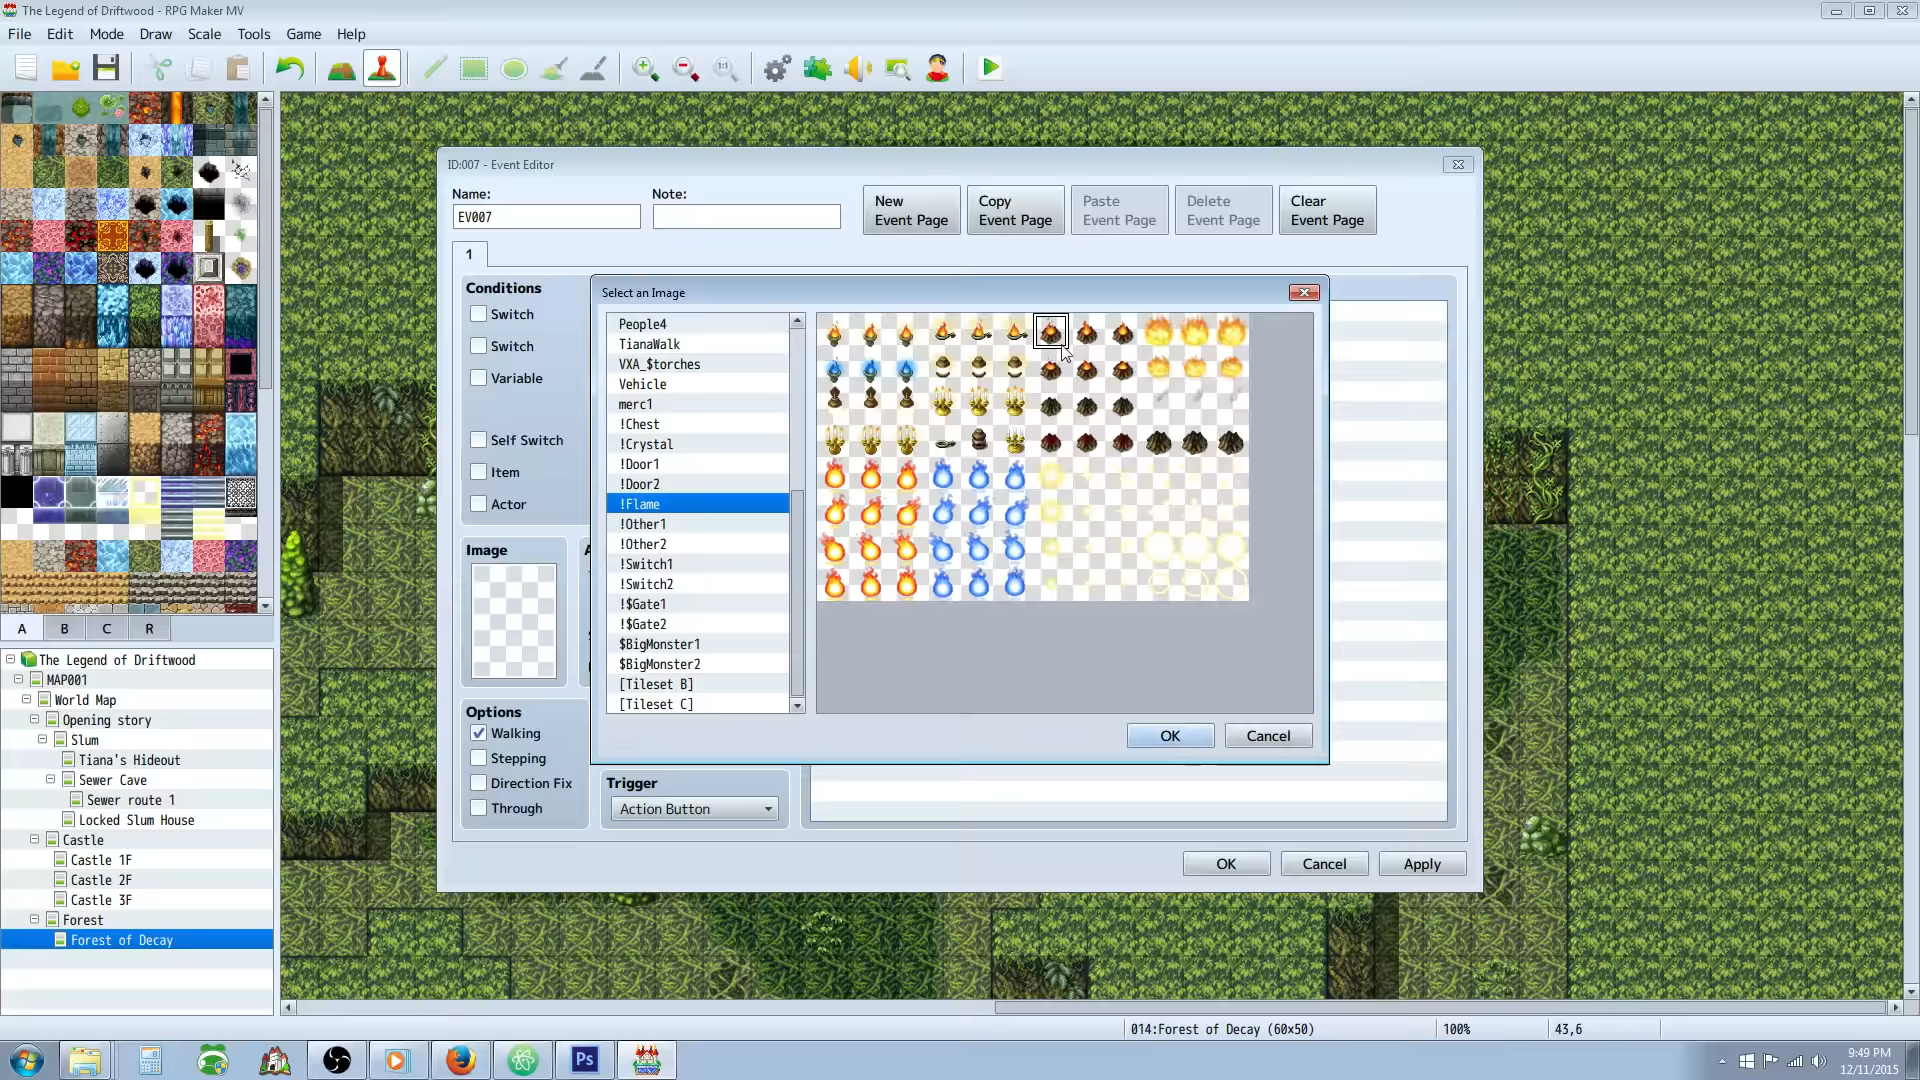 The Legend of Driftwood - RPG Maker MV
File Edit Mode Draw Scale Tools Game Help
1:1
ID:007 - Event Editor
Name: Note:
EV007
New Event Page
Copy Event Page
Paste Event Page
Delete Event Page
Clear Event Page
1
Conditions
Switch
Switch
Variable
Self Switch
Item
Actor
Image
Options
Walking
Stepping
Direction Fix
Through
Trigger
Action Button
Select an Image
People4
TianaWalk
VXA_$torches
Vehicle
merc1
!Chest
!Crystal
!Door1
!Door2
!Flame
!Other1
!Other2
!Switch1
!Switch2
!$Gate1
!$Gate2
$BigMonster1
$BigMonster2
[Tileset B]
[Tileset C]
OK Cancel
OK Cancel Apply
A B C R
The Legend of Driftwood
MAP001
World Map
Opening story
Slum
Tiana's Hideout
Sewer Cave
Sewer route 1
Locked Slum House
Castle
Castle 1F
Castle 2F
Castle 3F
Forest
Forest of Decay
014:Forest of Decay (60x50) 100% 43,6
Ps
9:49 PM
12/11/2015